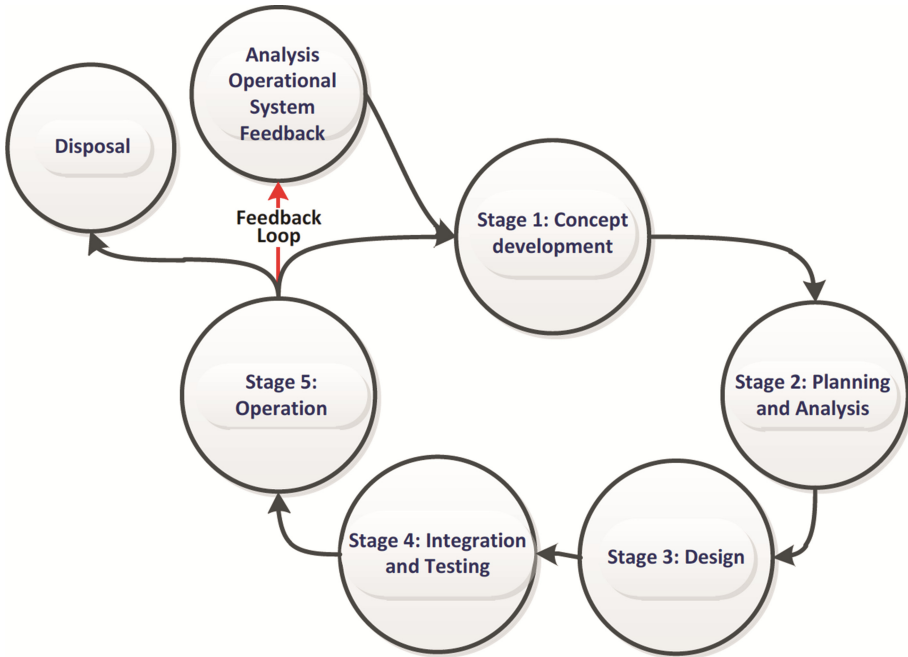 Analysis
Operational
System
Feedback
Disposal
Feedback
Loop
Stage 1: Concept
development
Stage 2: Planning
and Analysis
Stage 3: Design
Stage 4: Integration
and Testing
Stage 5:
Operation